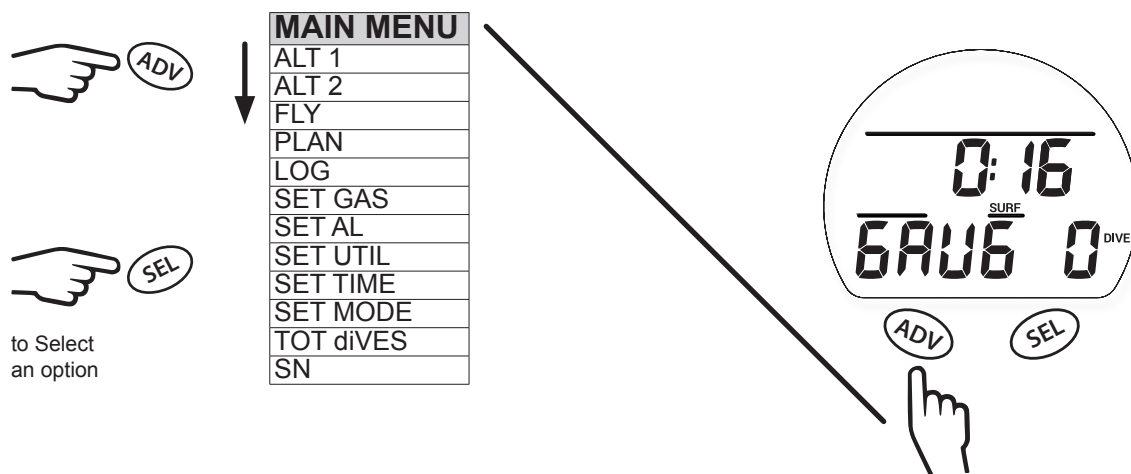 ADV
MAIN MENU
ALT 1
ALT 2
FLY
PLAN
LOG
SET GAS
SET AL
SET UTIL
SET TIME
SET MODE
TOT diVES
SN
SEL
to Select
an option
0:16
SURF
GAUG 0 DIVE
ADV SEL